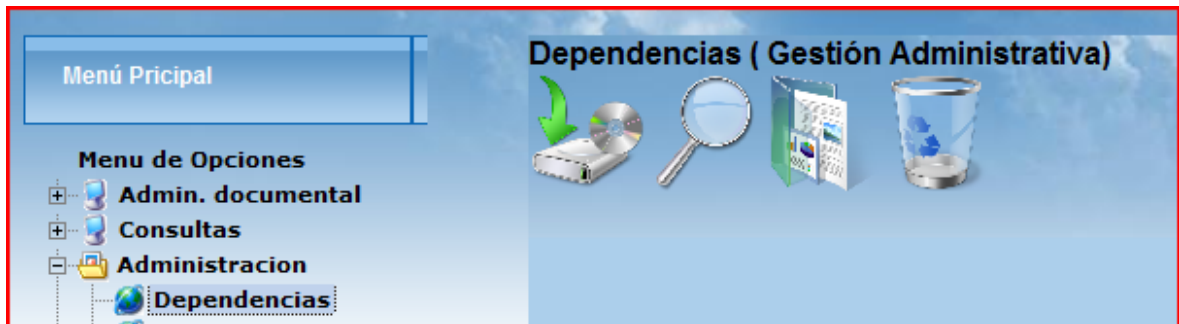 Menú Pricipal
Dependencias ( Gestión Administrativa)
Menu de Opciones
Admin. documental
Consultas
Administracion
Dependencias